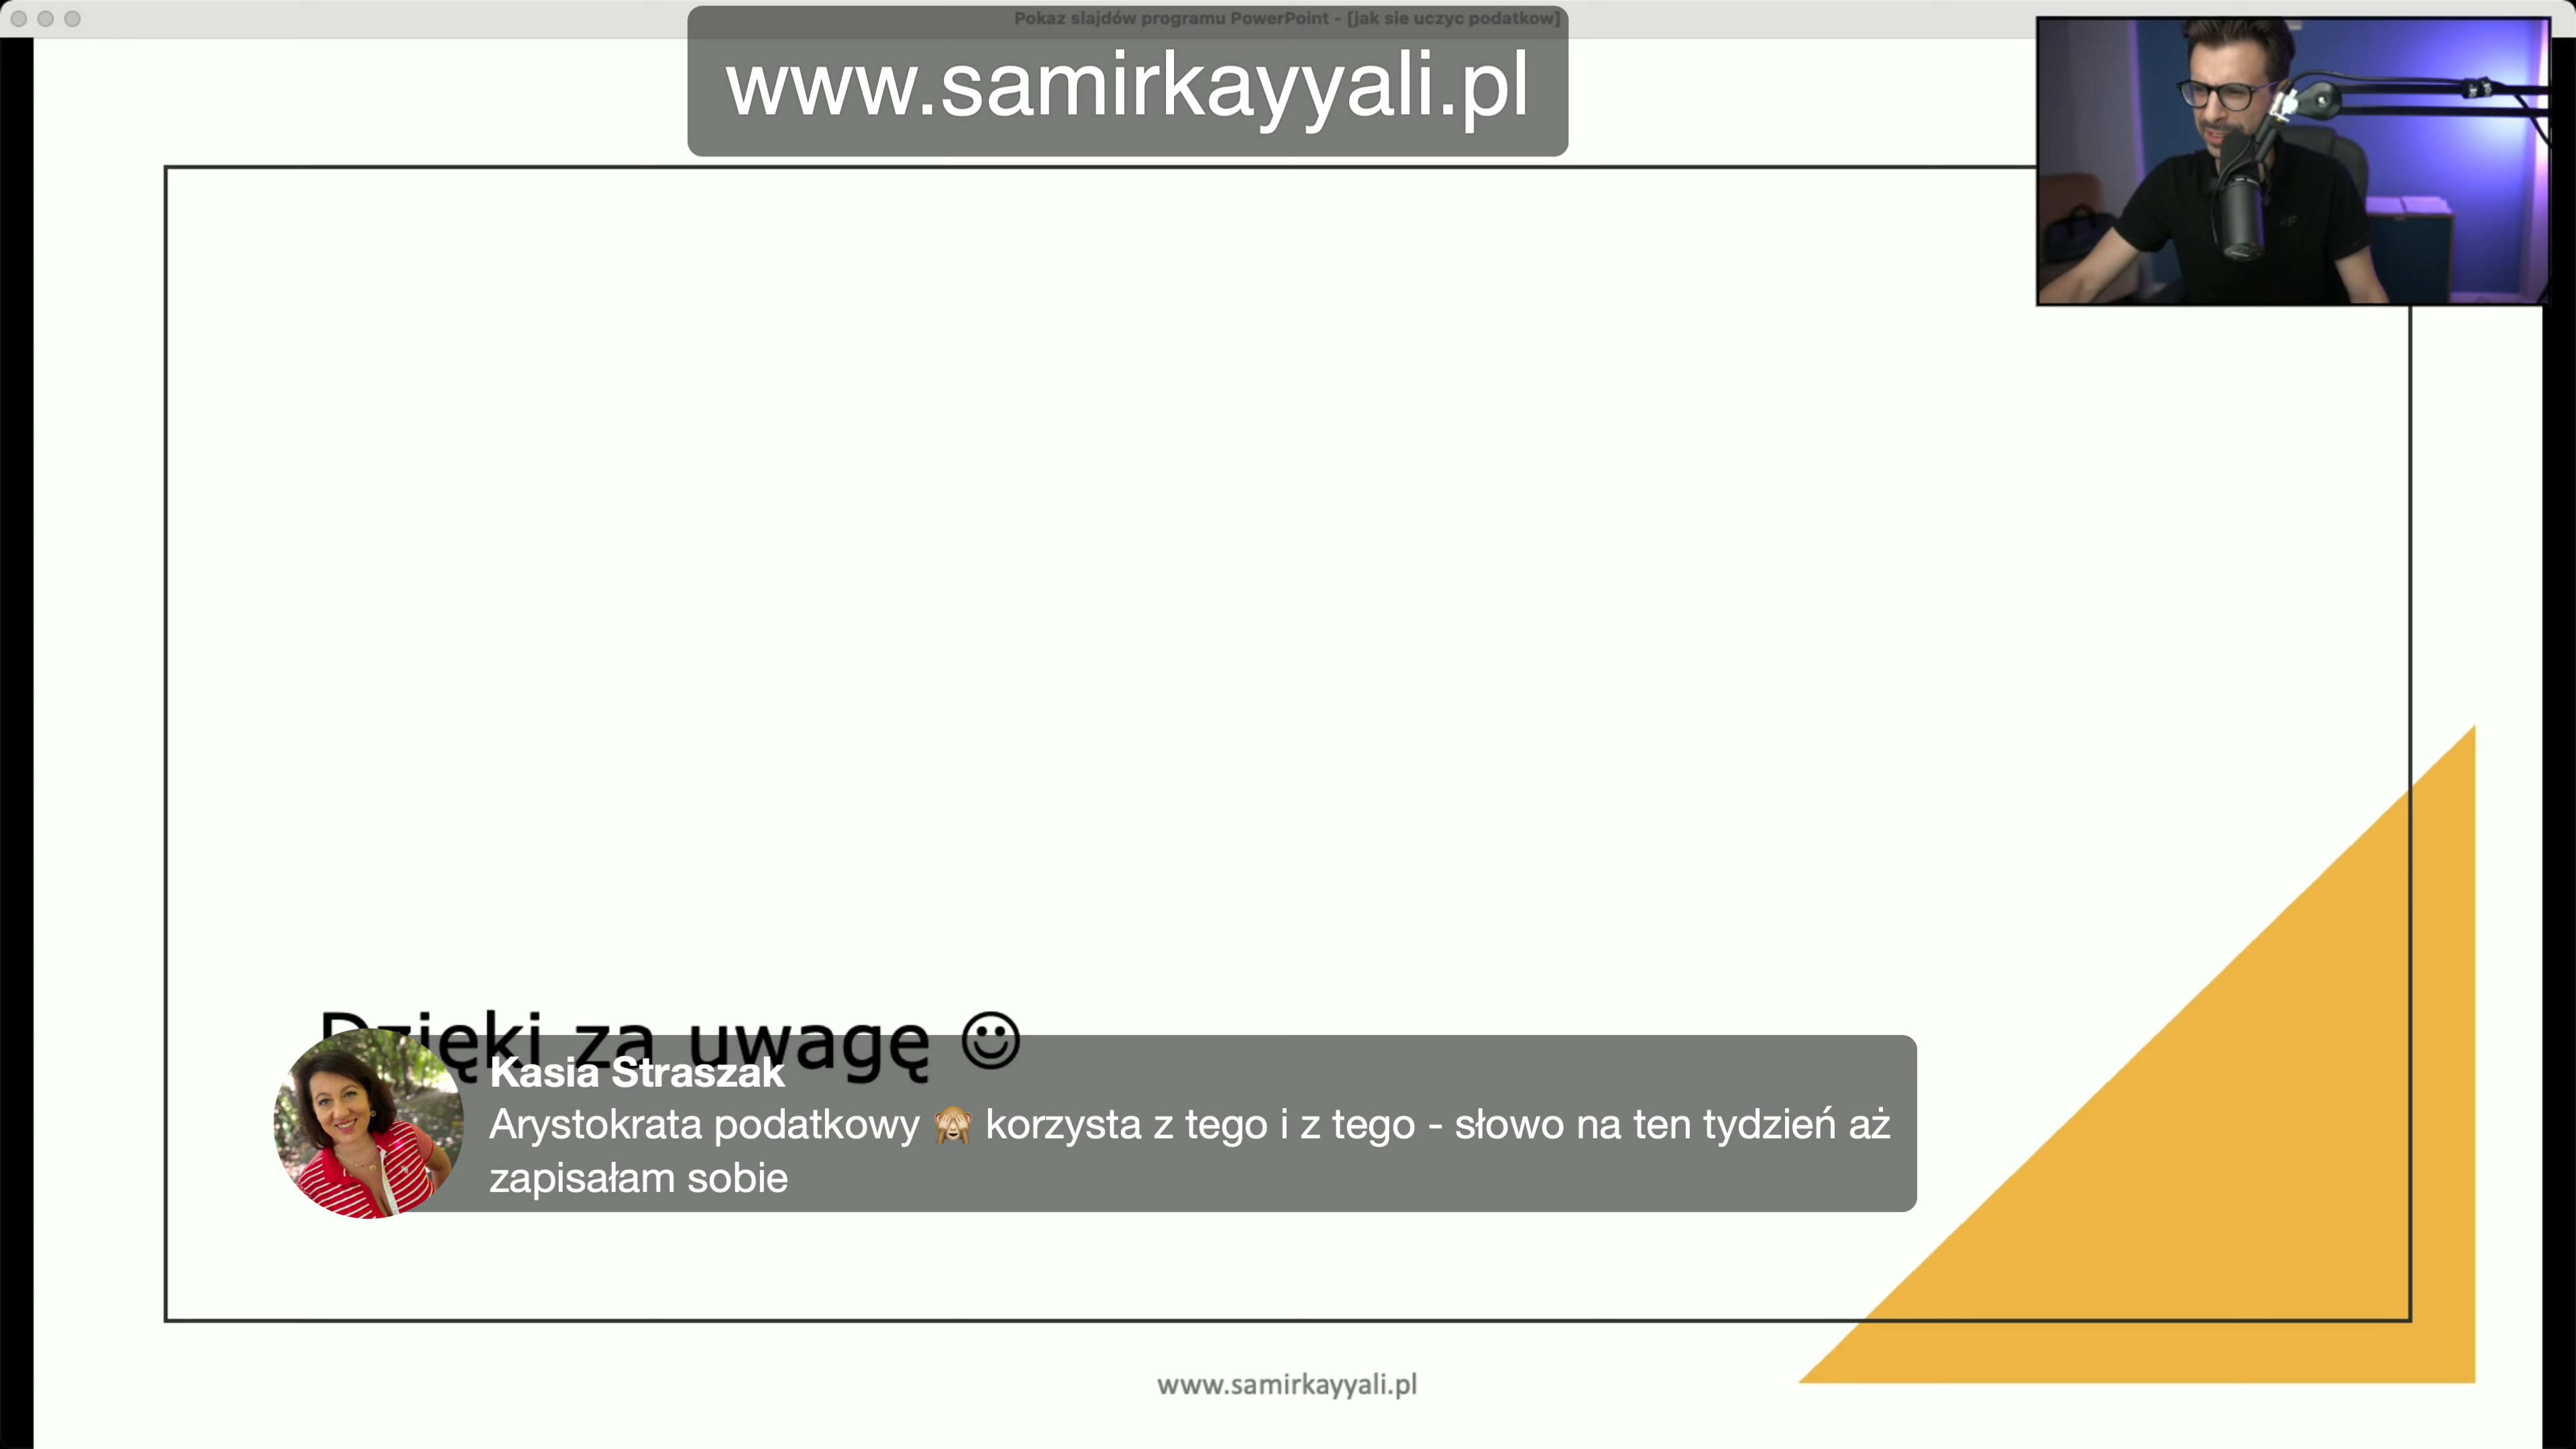 Pokaz slajdów programu PowerPoint - [jak sie uczyc podatkow]
www.samirkayyali.pl
Dzięki za uwagę ☺
Kasia Straszak
Arystokrata podatkowy 🙈 korzysta z tego i z tego - słowo na ten tydzień aż
zapisałam sobie
www.samirkayyali.pl